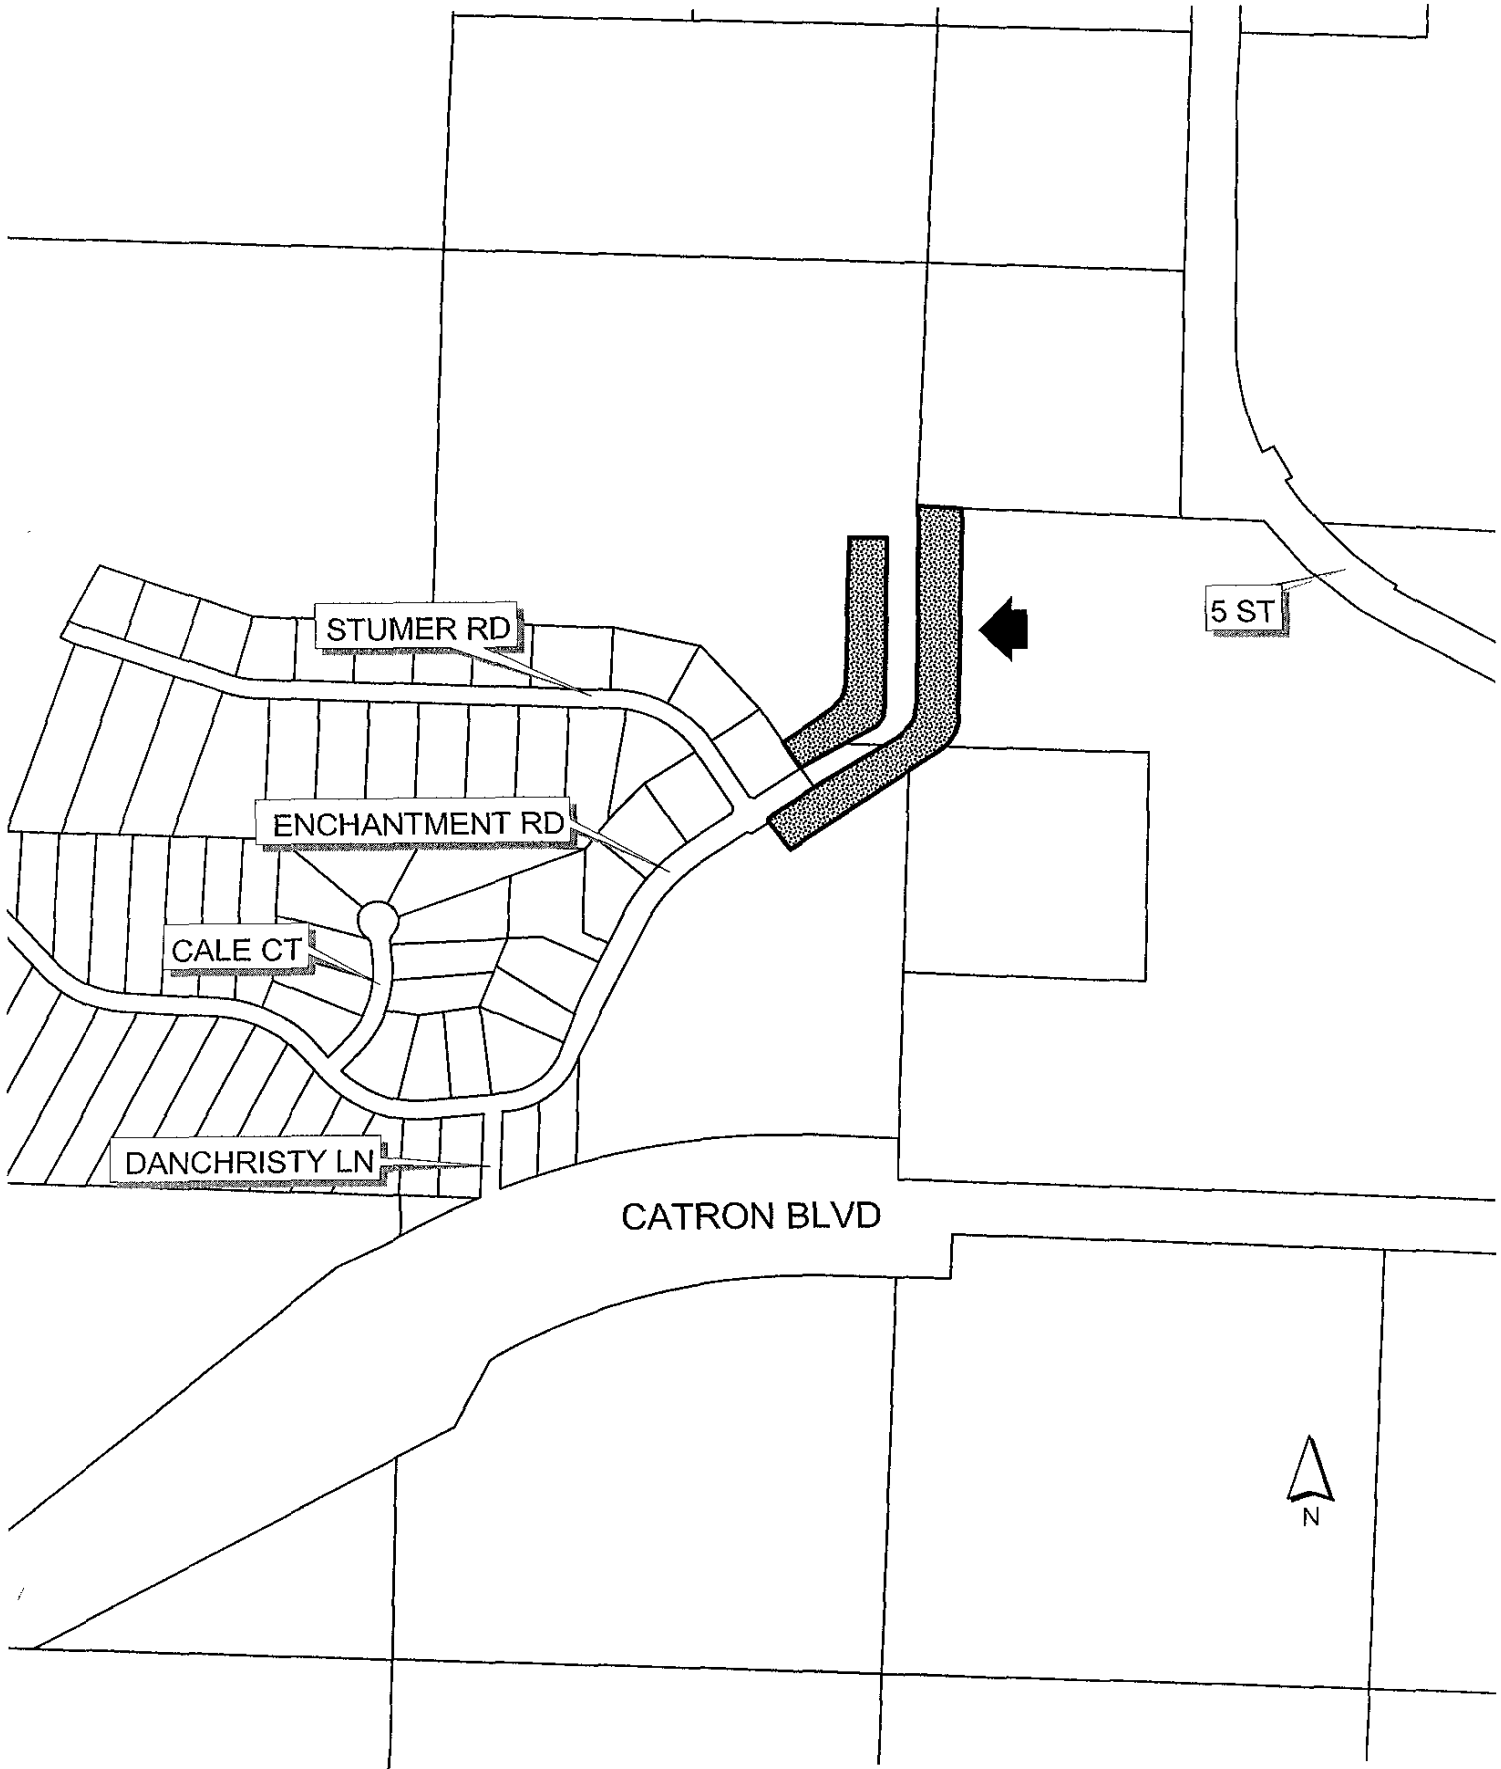 STUMER RD
5 ST
ENCHANTMENT RD
CALE CT
DANCHRISTY LN
CATRON BLVD
N